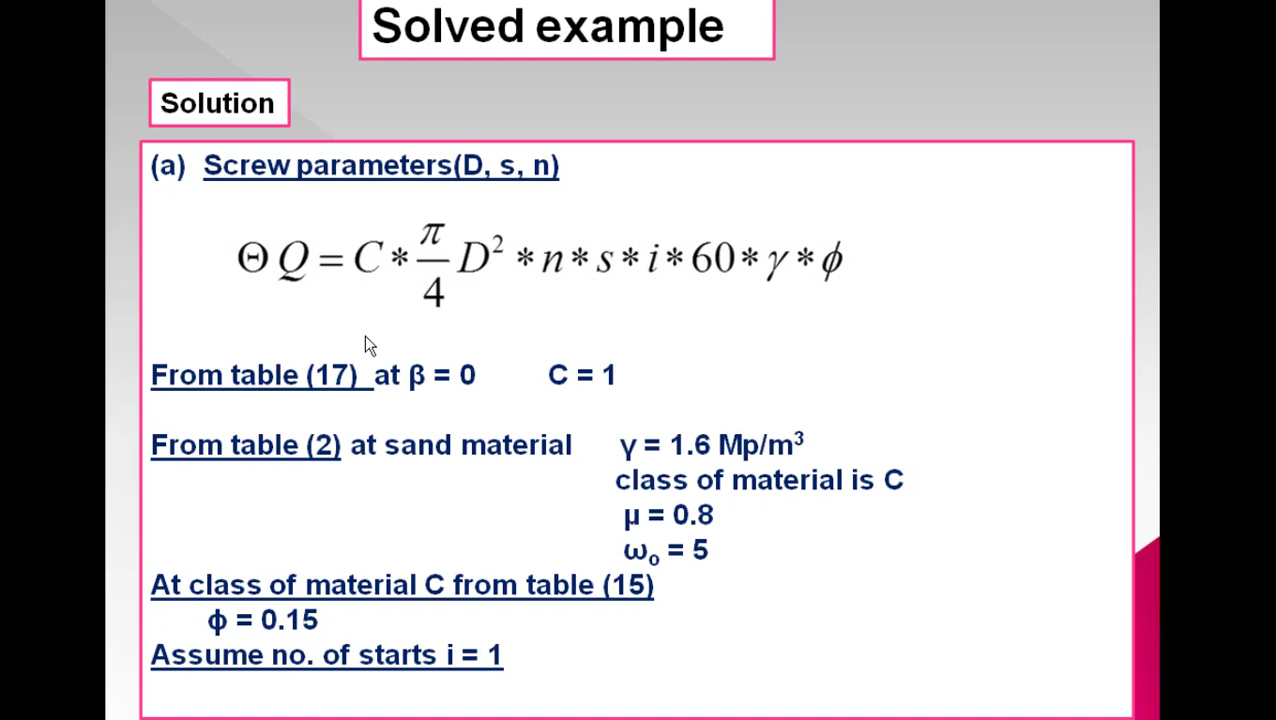 Solved example
Solution
(a) Screw parameters(D, s, n)
Θ Q = C * π/4 D² * n * s * i * 60 * γ * ϕ
From table (17) at β = 0 C = 1
From table (2) at sand material γ = 1.6 Mp/m³
class of material is C
μ = 0.8
ωₒ = 5
At class of material C from table (15)
ϕ = 0.15
Assume no. of starts i = 1